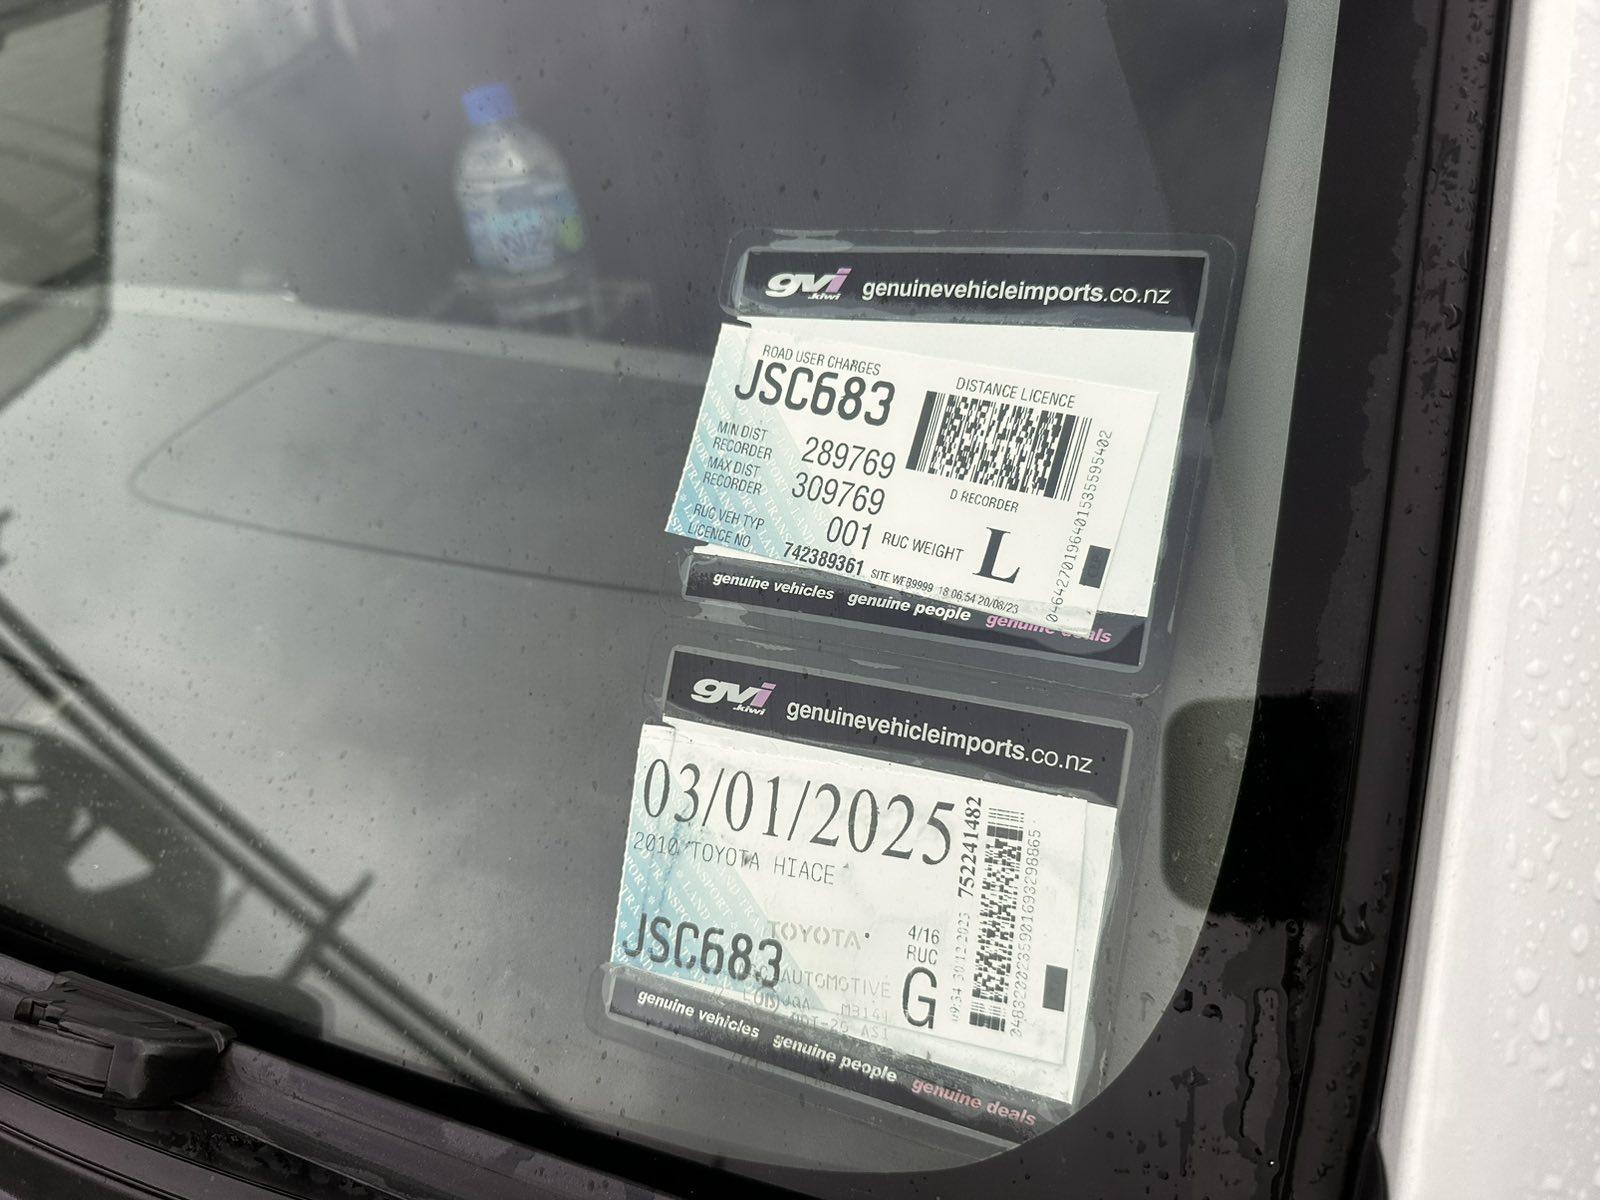 gvi
.kiwi
genuinevehicleimports.co.nz
ROAD USER CHARGES
JSC683
DISTANCE LICENCE
MIN DIST
RECORDER
289769
MAX DIST
RECORDER
309769
D RECORDER
RUC VEH TYP
001
RUC WEIGHT
L
LICENCE NO
742389361
SITE WEB9999 18:06:54 20/08/23
0464270196401535595402
genuine vehicles genuine people genuine deals
gvi
.kiwi
genuinevehicleimports.co.nz
03/01/2025
2010 TOYOTA HIACE
752241482
TOYOTA
4/16
RUC
JSC683
G
AUTOMOTIVE
genuine vehicles genuine people genuine deals